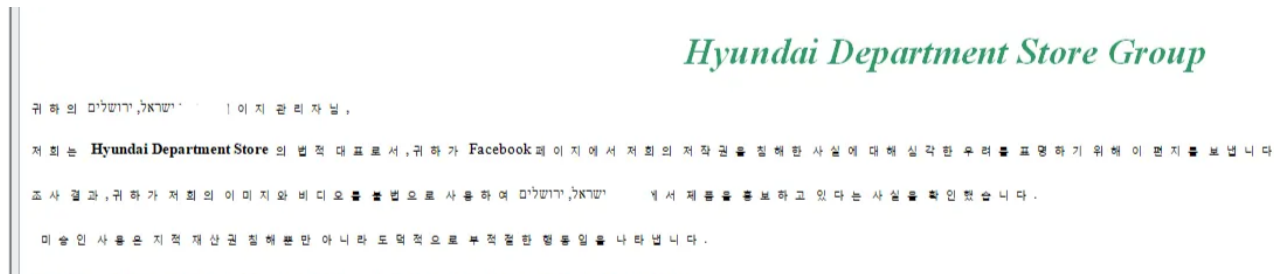 Hyundai Department Store Group
귀하의 ישראל, ירושלים 이지 관리자님,
저희는 Hyundai Department Store 의 법적 대표로서,귀하가 Facebook페이지에서 저희의 저작권을 침해한 사실에 대해 심각한 우려를 표명하기 위해 이 편지를 보냅니다
조사 결과,귀하가 저희의 이미지와 비디오를 불법으로 사용하여 ישראל, ירושלים 에서 제품을 홍보하고 있다는 사실을 확인했습니다.
미승인 사용은 지적 재산권 침해뿐만 아니라 도덕적으로 부적절한 행동임을 나타냅니다.